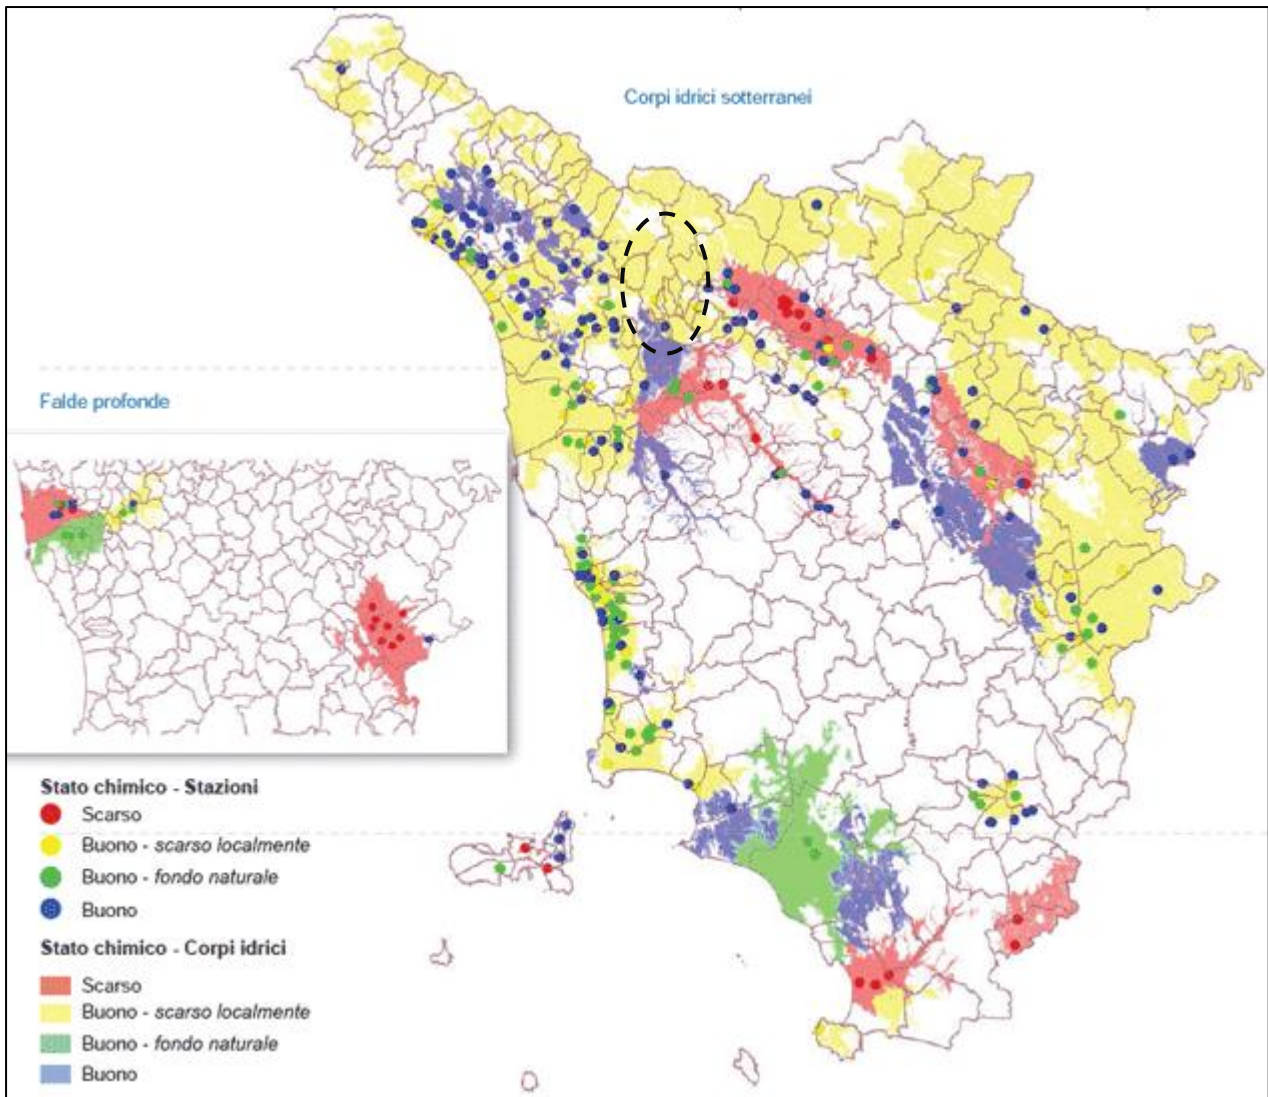 Corpi idrici sotterranei
Falde profonde
Stato chimico - Stazioni
Scarso
Buono - scarso localmente
Buono - fondo naturale
Buono
Stato chimico - Corpi idrici
Scarso
Buono - scarso localmente
Buono - fondo naturale
Buono